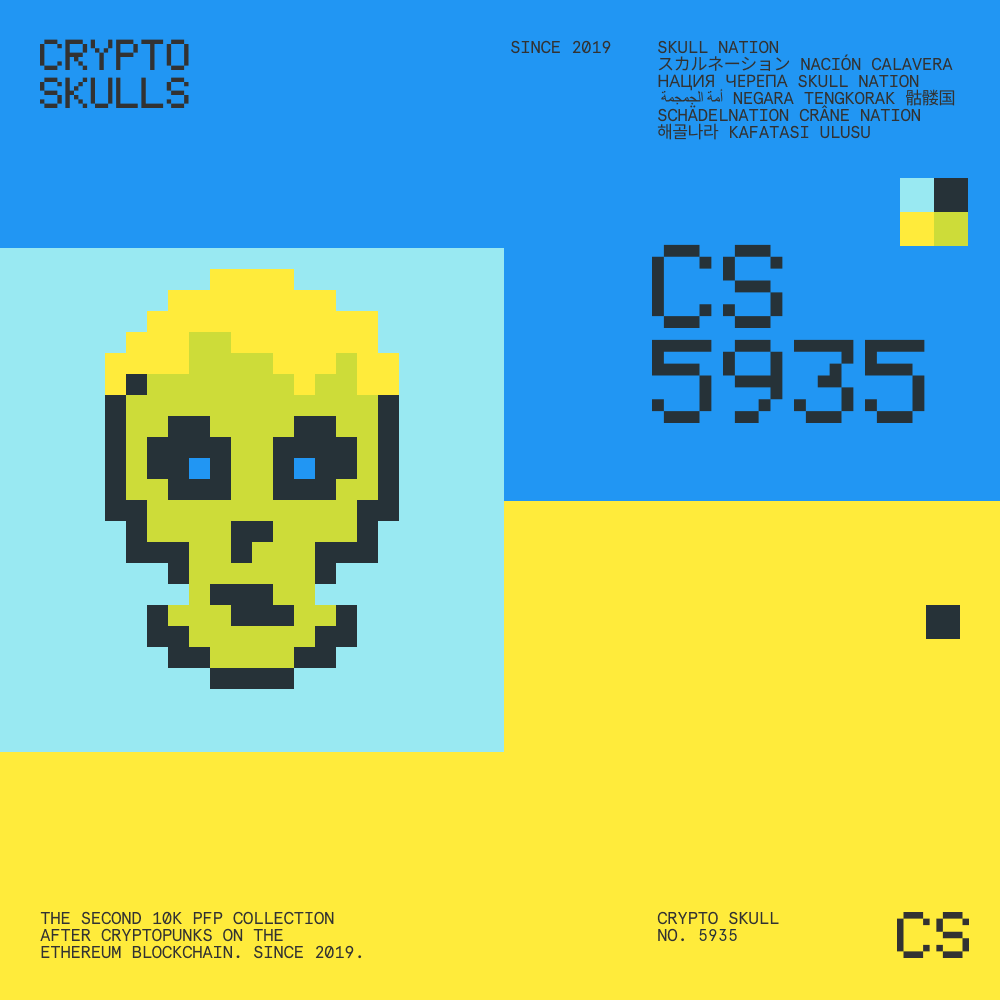 CRYPTO
SKULLS
SINCE 2019
SKULL NATION
スカルネーション NACIÓN CALAVERA
НАЦИЯ ЧЕРЕПА SKULL NATION
أمة الجمجمة NEGARA TENGKORAK 骷髅国
SCHÄDELNATION CRÂNE NATION
해골나라 KAFATASI ULUSU
CS
5935
THE SECOND 10K PFP COLLECTION
AFTER CRYPTOPUNKS ON THE
ETHEREUM BLOCKCHAIN. SINCE 2019.
CRYPTO SKULL
NO. 5935
CS